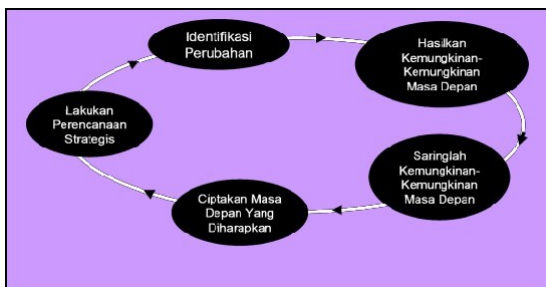 Identifikasi
Perubahan
Hasilkan
Kemungkinan-
Kemungkinan
Masa Depan
Saringlah
Kemungkinan-
Kemungkinan
Masa Depan
Ciptakan Masa
Depan Yang
Diharapkan
Lakukan
Perencanaan
Strategis